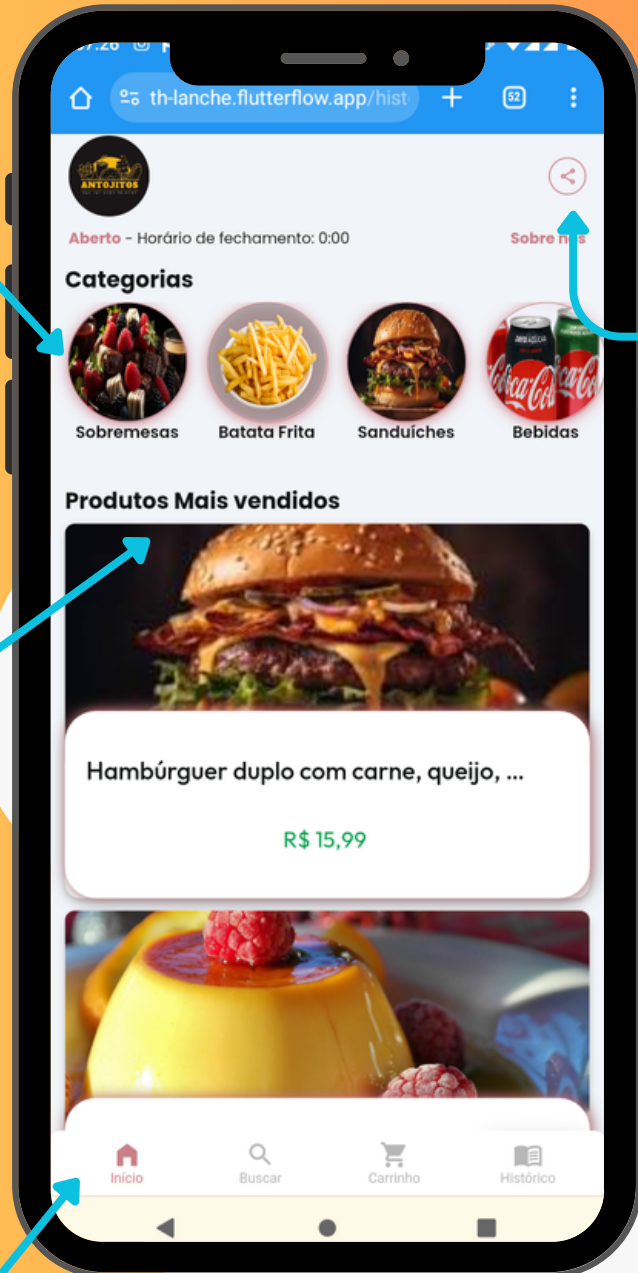 th-lanche.flutterflow.app/hist
52
ANTOJITOS
Aberto - Horário de fechamento: 0:00
Sobre nós
Categorias
Sobremesas
Batata Frita
Sanduíches
Bebidas
Produtos Mais vendidos
Hambúrguer duplo com carne, queijo, ...
R$ 15,99
Início
Buscar
Carrinho
Histórico